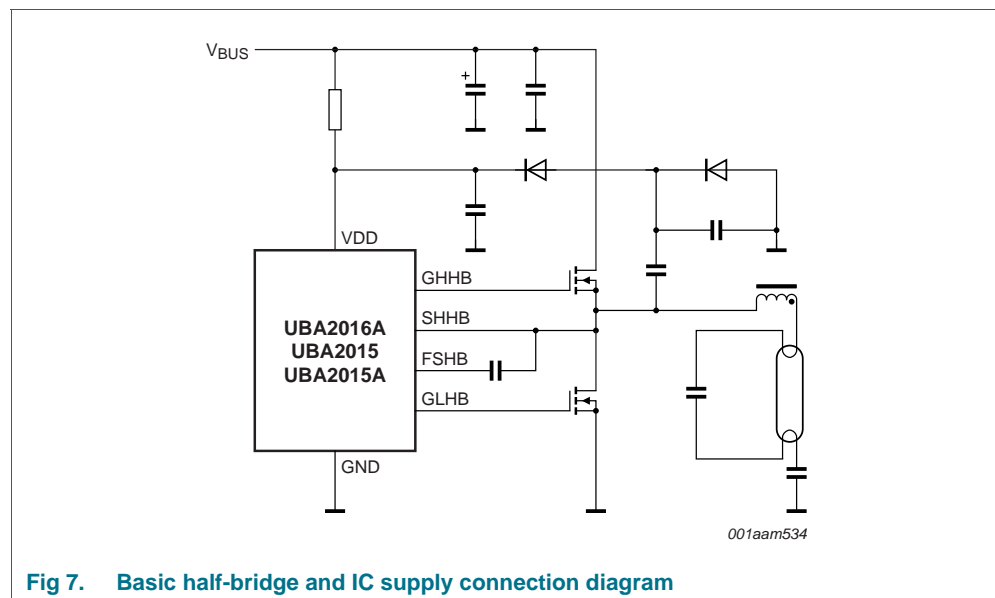 VBUS
VDD
GHHB
UBA2016A
SHHB
UBA2015
FSHB
UBA2015A
GLHB
GND
001aam534
Fig 7. Basic half-bridge and IC supply connection diagram